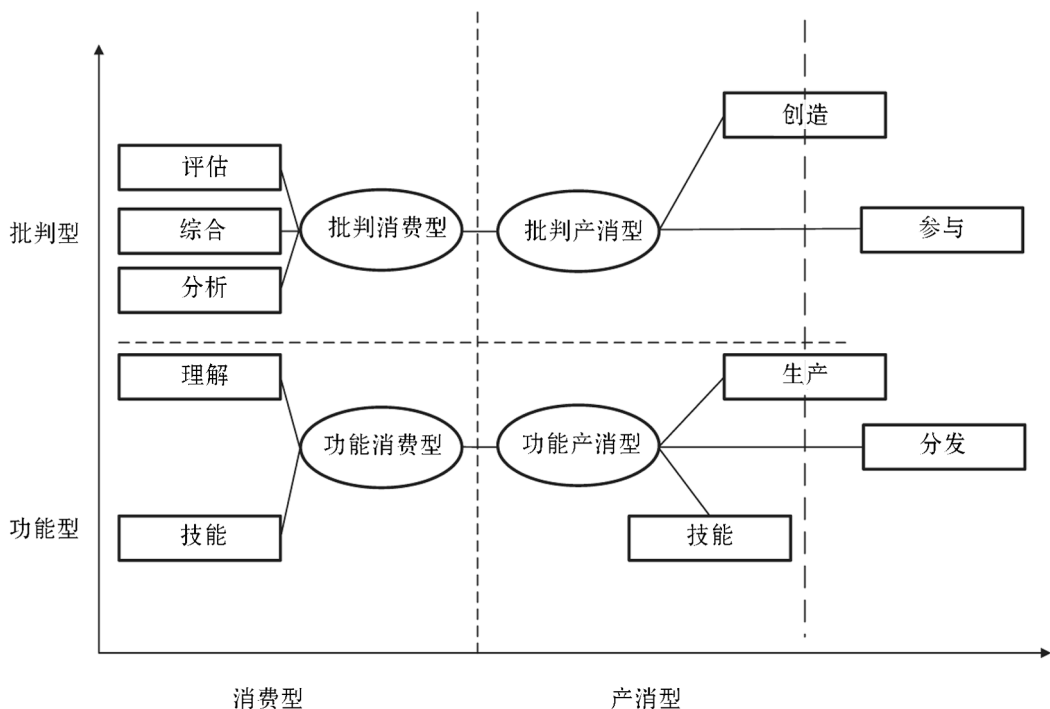 创造
评估
批判型
综合
批判消费型
批判产消型
参与
分析
理解
生产
功能消费型
功能产消型
分发
功能型
技能
技能
消费型
产消型